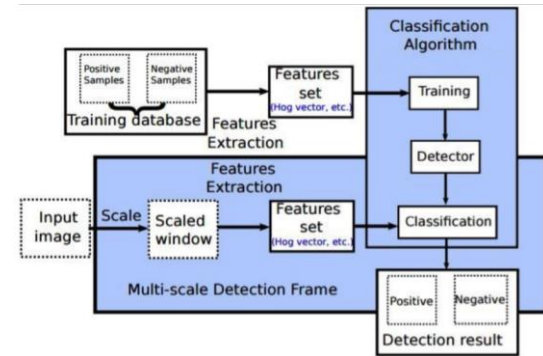 Classification
Algorithm
Positive
Samples
Negative
Samples
Training database
Features
set
(Hog vector, etc.)
Features
Extraction
Training
Detector
Features
Extraction
Input
image
Scale
Scaled
window
Features
set
(Hog vector, etc.)
Classification
Multi-scale Detection Frame
Positive
Negative
Detection result